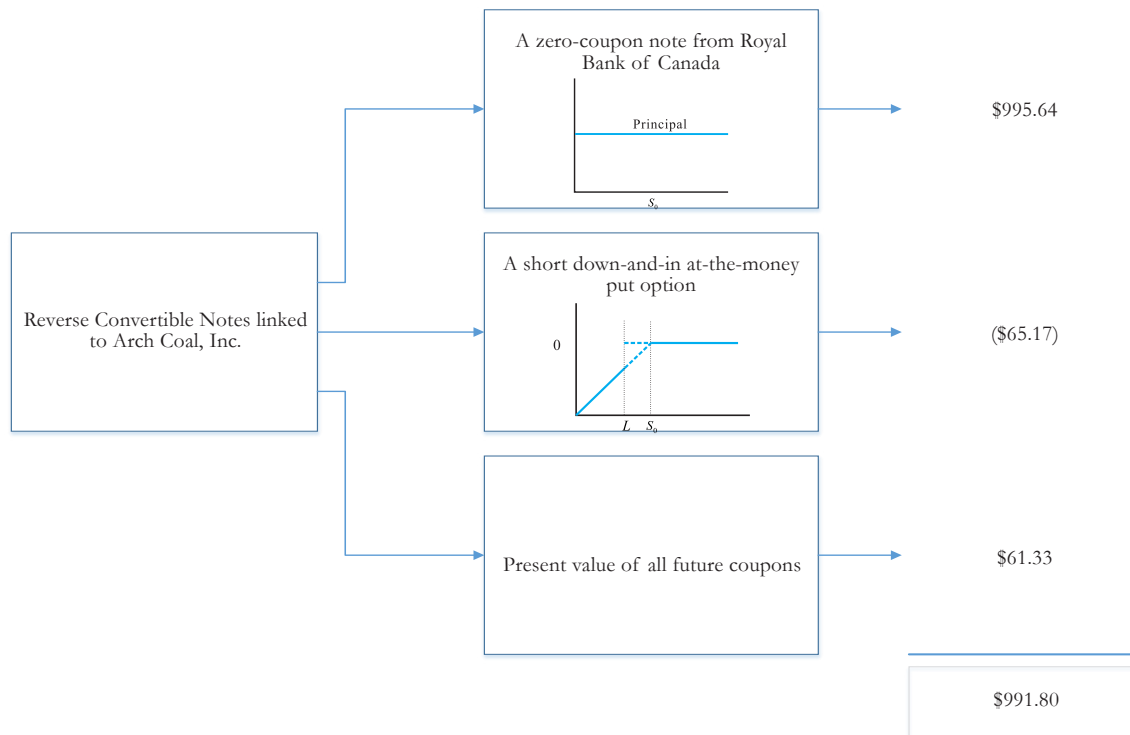 Reverse Convertible Notes linked
to Arch Coal, Inc.
A zero-coupon note from Royal
Bank of Canada
Principal
S₀
$995.64
A short down-and-in at-the-money
put option
0
L S₀
($65.17)
Present value of all future coupons
$61.33
$991.80